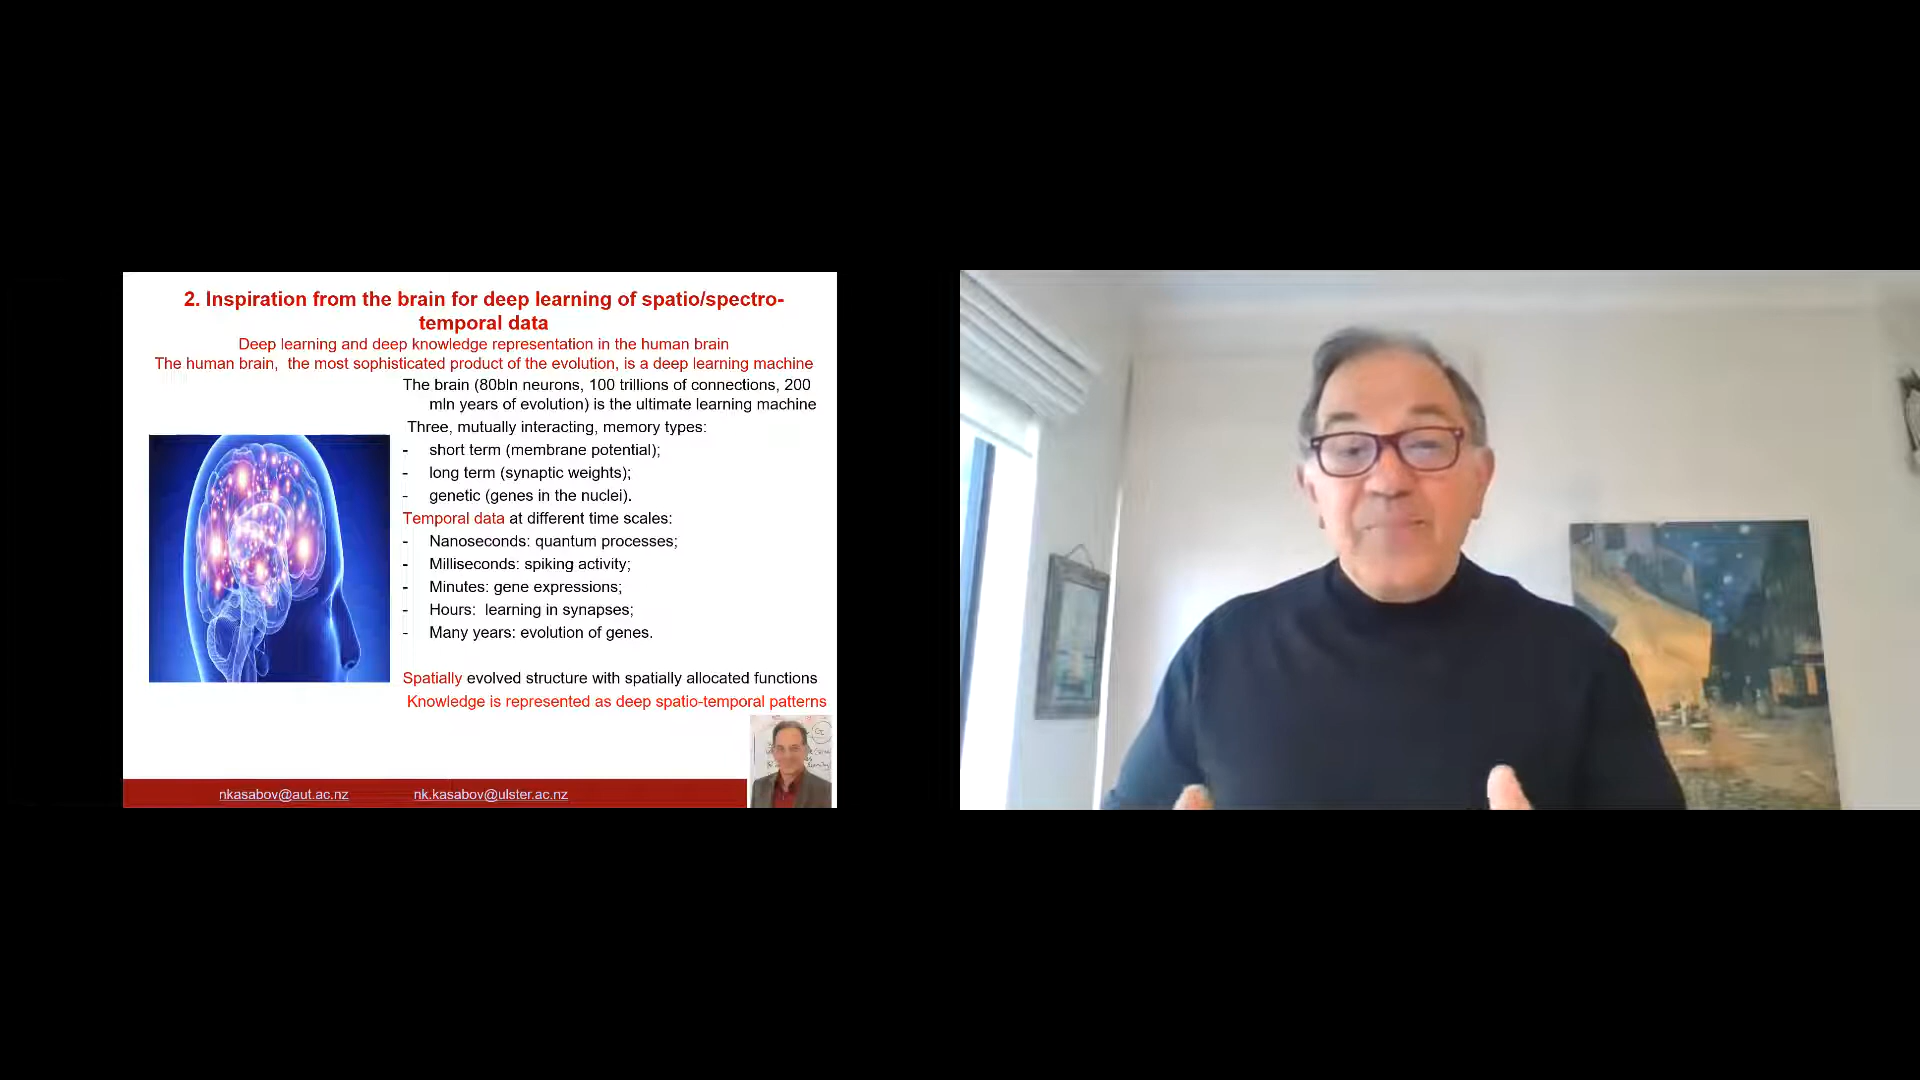 2. Inspiration from the brain for deep learning of spatio/spectro-
temporal data
Deep learning and deep knowledge representation in the human brain
The human brain,  the most sophisticated product of the evolution, is a deep learning machine
The brain (80bln neurons, 100 trillions of connections, 200
mln years of evolution) is the ultimate learning machine
Three, mutually interacting, memory types:
- short term (membrane potential);
- long term (synaptic weights);
- genetic (genes in the nuclei).
Temporal data at different time scales:
- Nanoseconds: quantum processes;
- Milliseconds: spiking activity;
- Minutes: gene expressions;
- Hours:  learning in synapses;
- Many years: evolution of genes.
Spatially evolved structure with spatially allocated functions
Knowledge is represented as deep spatio-temporal patterns
nkasabov@aut.ac.nz nk.kasabov@ulster.ac.nz